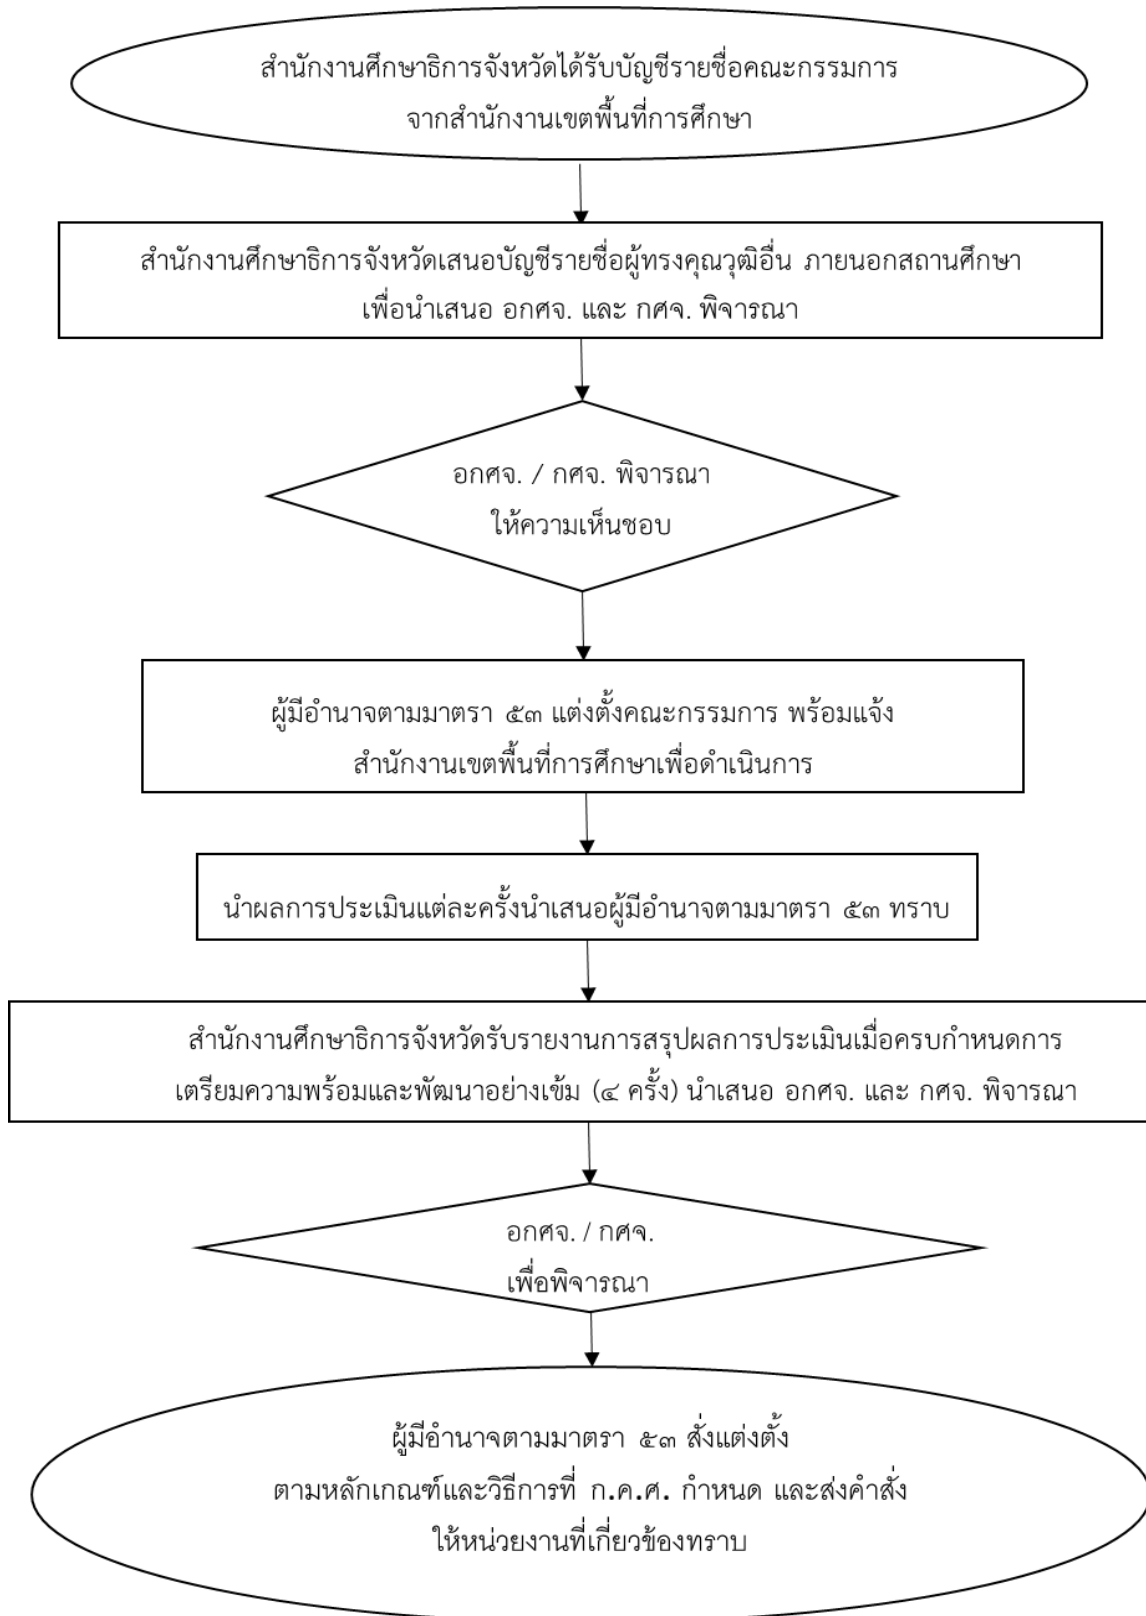 สำนักงานศึกษาธิการจังหวัดได้รับบัญชีรายชื่อคณะกรรมการ
จากสำนักงานเขตพื้นที่การศึกษา
สำนักงานศึกษาธิการจังหวัดเสนอบัญชีรายชื่อผู้ทรงคุณวุฒิอื่น ภายนอกสถานศึกษา
เพื่อนำเสนอ อกศจ. และ กศจ. พิจารณา
อกศจ. / กศจ. พิจารณา
ให้ความเห็นชอบ
ผู้มีอำนาจตามมาตรา ๕๓ แต่งตั้งคณะกรรมการ พร้อมแจ้ง
สำนักงานเขตพื้นที่การศึกษาเพื่อดำเนินการ
นำผลการประเมินแต่ละครั้งนำเสนอผู้มีอำนาจตามมาตรา ๕๓ ทราบ
สำนักงานศึกษาธิการจังหวัดรับรายงานการสรุปผลการประเมินเมื่อครบกำหนดการ
เตรียมความพร้อมและพัฒนาอย่างเข้ม (๔ ครั้ง) นำเสนอ อกศจ. และ กศจ. พิจารณา
อกศจ. / กศจ.
เพื่อพิจารณา
ผู้มีอำนาจตามมาตรา ๕๓ สั่งแต่งตั้ง
ตามหลักเกณฑ์และวิธีการที่ ก.ค.ศ. กำหนด และส่งคำสั่ง
ให้หน่วยงานที่เกี่ยวข้องทราบ